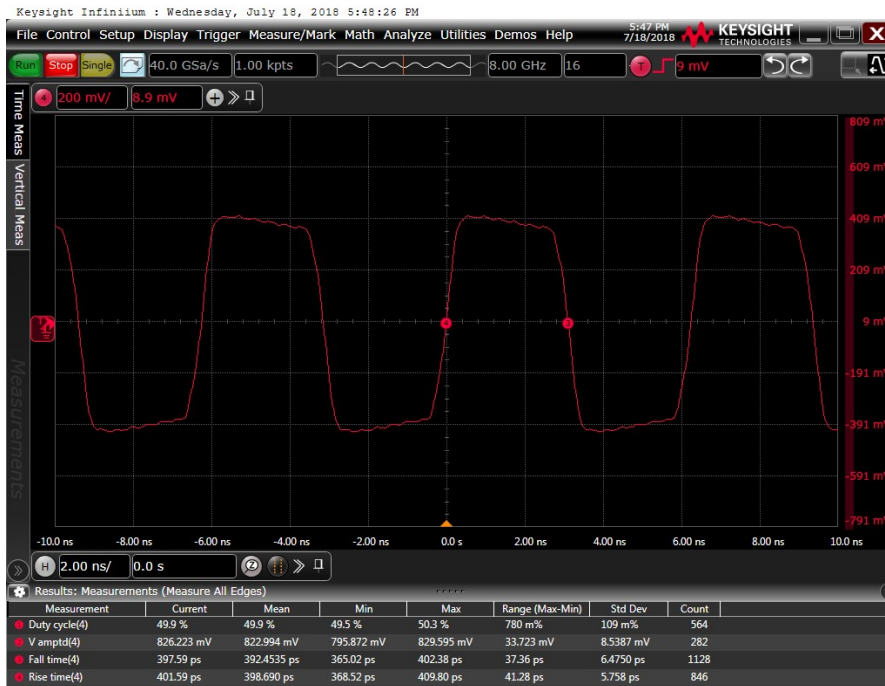 Keysight Infiniium : Wednesday, July 18, 2018 5:48:26 PM
File Control Setup Display Trigger Measure/Mark Math Analyze Utilities Demos Help 5:47 PM 7/18/2018 KEYSIGHT TECHNOLOGIES X
Run Stop Single 40.0 GSa/s 1.00 kpts 8.00 GHz 16 T 9 mV
4 200 mV/ 8.9 mV +
Time Meas
Vertical Meas
Measurements
809 m
609 m
409 m
209 m
9 m
-191 m
-391 m
-591 m
-791 m
-10.0 ns -8.00 ns -6.00 ns -4.00 ns -2.00 ns 0.0 s 2.00 ns 4.00 ns 6.00 ns 8.00 ns 10.0 ns
H 2.00 ns/ 0.0 s
Results: Measurements (Measure All Edges)
Measurement Current Mean Min Max Range (Max-Min) Std Dev Count
Duty cycle(4) 49.9 % 49.9 % 49.5 % 50.3 % 780 m% 109 m% 564
V amptd(4) 826.223 mV 822.994 mV 795.872 mV 829.595 mV 33.723 mV 8.5387 mV 282
Fall time(4) 397.59 ps 392.4535 ps 365.02 ps 402.38 ps 37.36 ps 6.4750 ps 1128
Rise time(4) 401.59 ps 398.690 ps 368.52 ps 409.80 ps 41.28 ps 5.758 ps 846